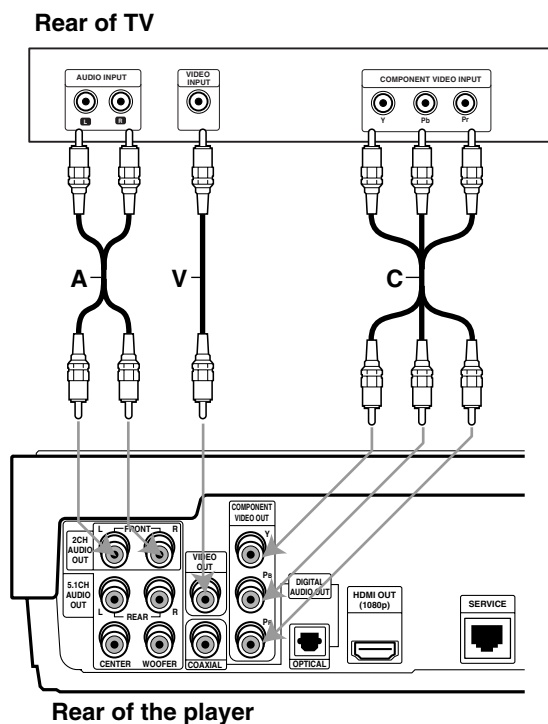 Rear of TV
AUDIO INPUT
L
R
VIDEO
INPUT
COMPONENT VIDEO INPUT
Y
Pb
Pr
A
V
C
L
FRONT
R
2CH
AUDIO
OUT
5.1CH
AUDIO
OUT
L
REAR
R
CENTER
WOOFER
VIDEO
OUT
COAXIAL
COMPONENT
VIDEO OUT
Y
PB
PR
DIGITAL
AUDIO OUT
OPTICAL
HDMI OUT
(1080p)
SERVICE
Rear of the player